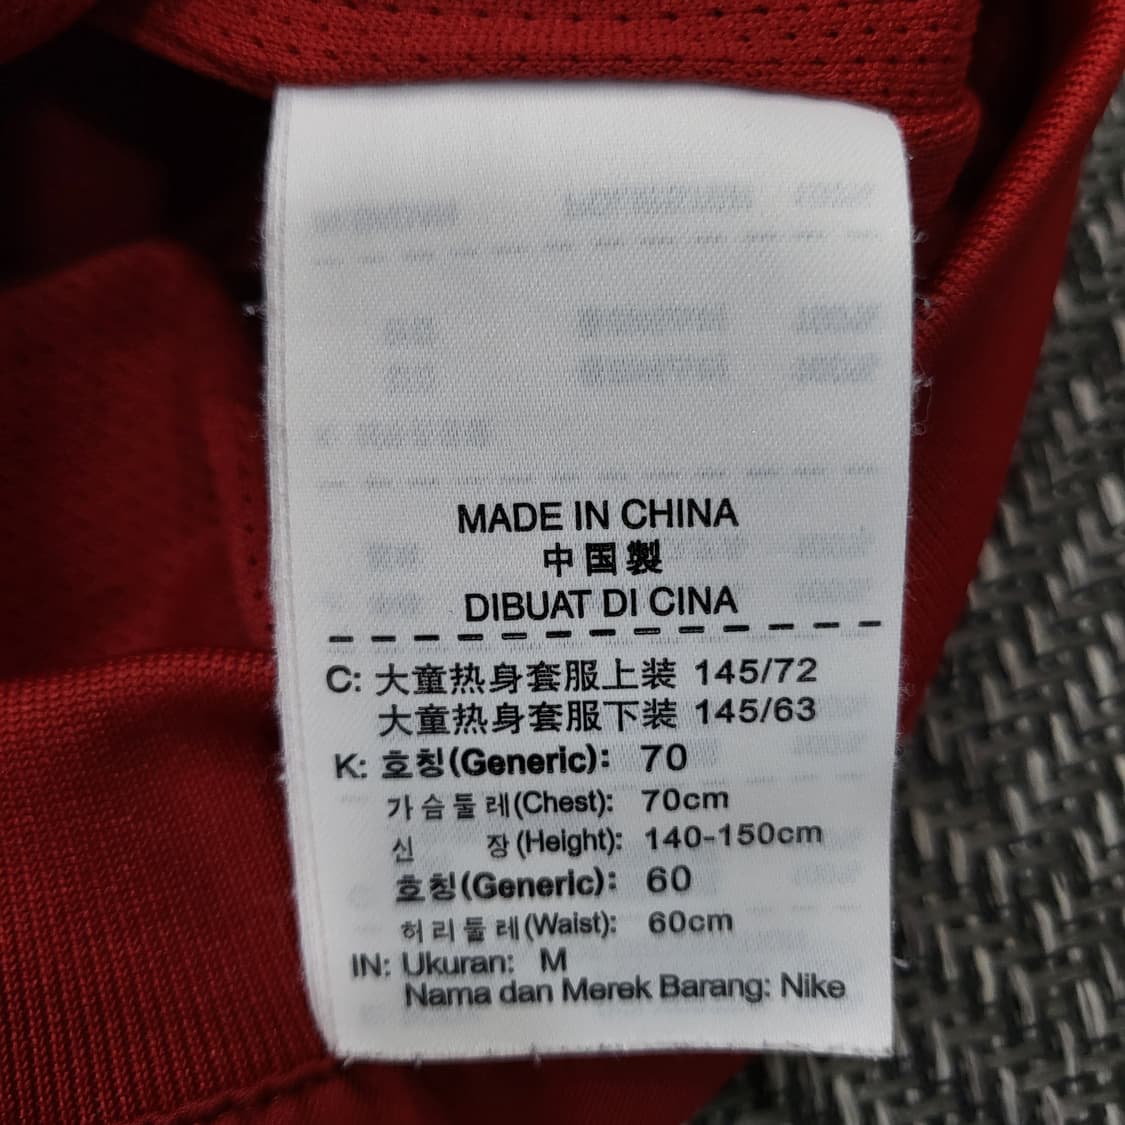 MADE IN CHINA
中国製
DIBUAT DI CINA
C: 大童热身套服上装 145/72
大童热身套服下装 145/63
K: 호칭(Generic): 70
가슴둘레(Chest): 70cm
신 장(Height): 140-150cm
호칭(Generic): 60
허리둘레(Waist): 60cm
IN: Ukuran: M
Nama dan Merek Barang: Nike